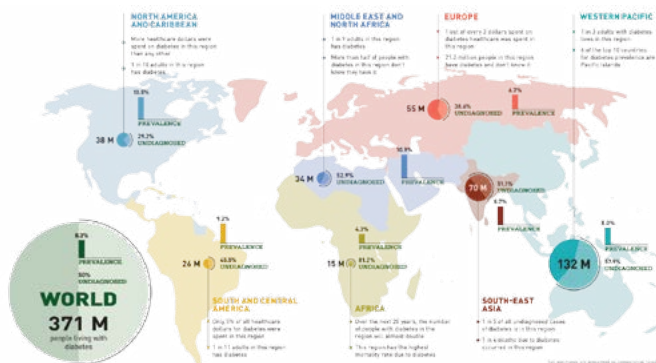 NORTH AMERICA
AND CARIBBEAN
More healthcare dollars were
spent on diabetes in this region
than any other
1 in 10 adults in this region has
diabetes
MIDDLE EAST AND
NORTH AFRICA
1 in 9 adults in this region has
diabetes
More than half of people with
diabetes in this region don't
know they have it
EUROPE
1 out of every 3 dollars spent on
diabetes healthcare was spent in
this region
21.2 million people in this region
have diabetes and don't know it
WESTERN PACIFIC
1 in 3 adults with diabetes
lives in this region
6 of the top 10 countries
for diabetes prevalence are
Pacific Islands
PREVALENCE
38 M
29.2%
UNDIAGNOSED
55 M
38.6%
UNDIAGNOSED
6.7%
PREVALENCE
34 M
52.9%
UNDIAGNOSED
10.9%
PREVALENCE
70 M
51.1%
UNDIAGNOSED
8.7%
PREVALENCE
8.0%
PREVALENCE
132 M
57.9%
UNDIAGNOSED
9.2%
PREVALENCE
26 M
45.5%
UNDIAGNOSED
4.3%
PREVALENCE
15 M
81.2%
UNDIAGNOSED
8.3%
PREVALENCE
50%
UNDIAGNOSED
WORLD
371 M
people living with
diabetes
SOUTH AND CENTRAL
AMERICA
Only 5% of all healthcare
dollars for diabetes were
spent in this region
1 in 11 adults in this region
has diabetes
AFRICA
Over the next 20 years, the number
of people with diabetes in the
region will almost double
This region has the highest
mortality rate due to diabetes
SOUTH-EAST
ASIA
1 in 5 of all undiagnosed cases
of diabetes is in this region
1 in 4 deaths due to diabetes
occurred in this region